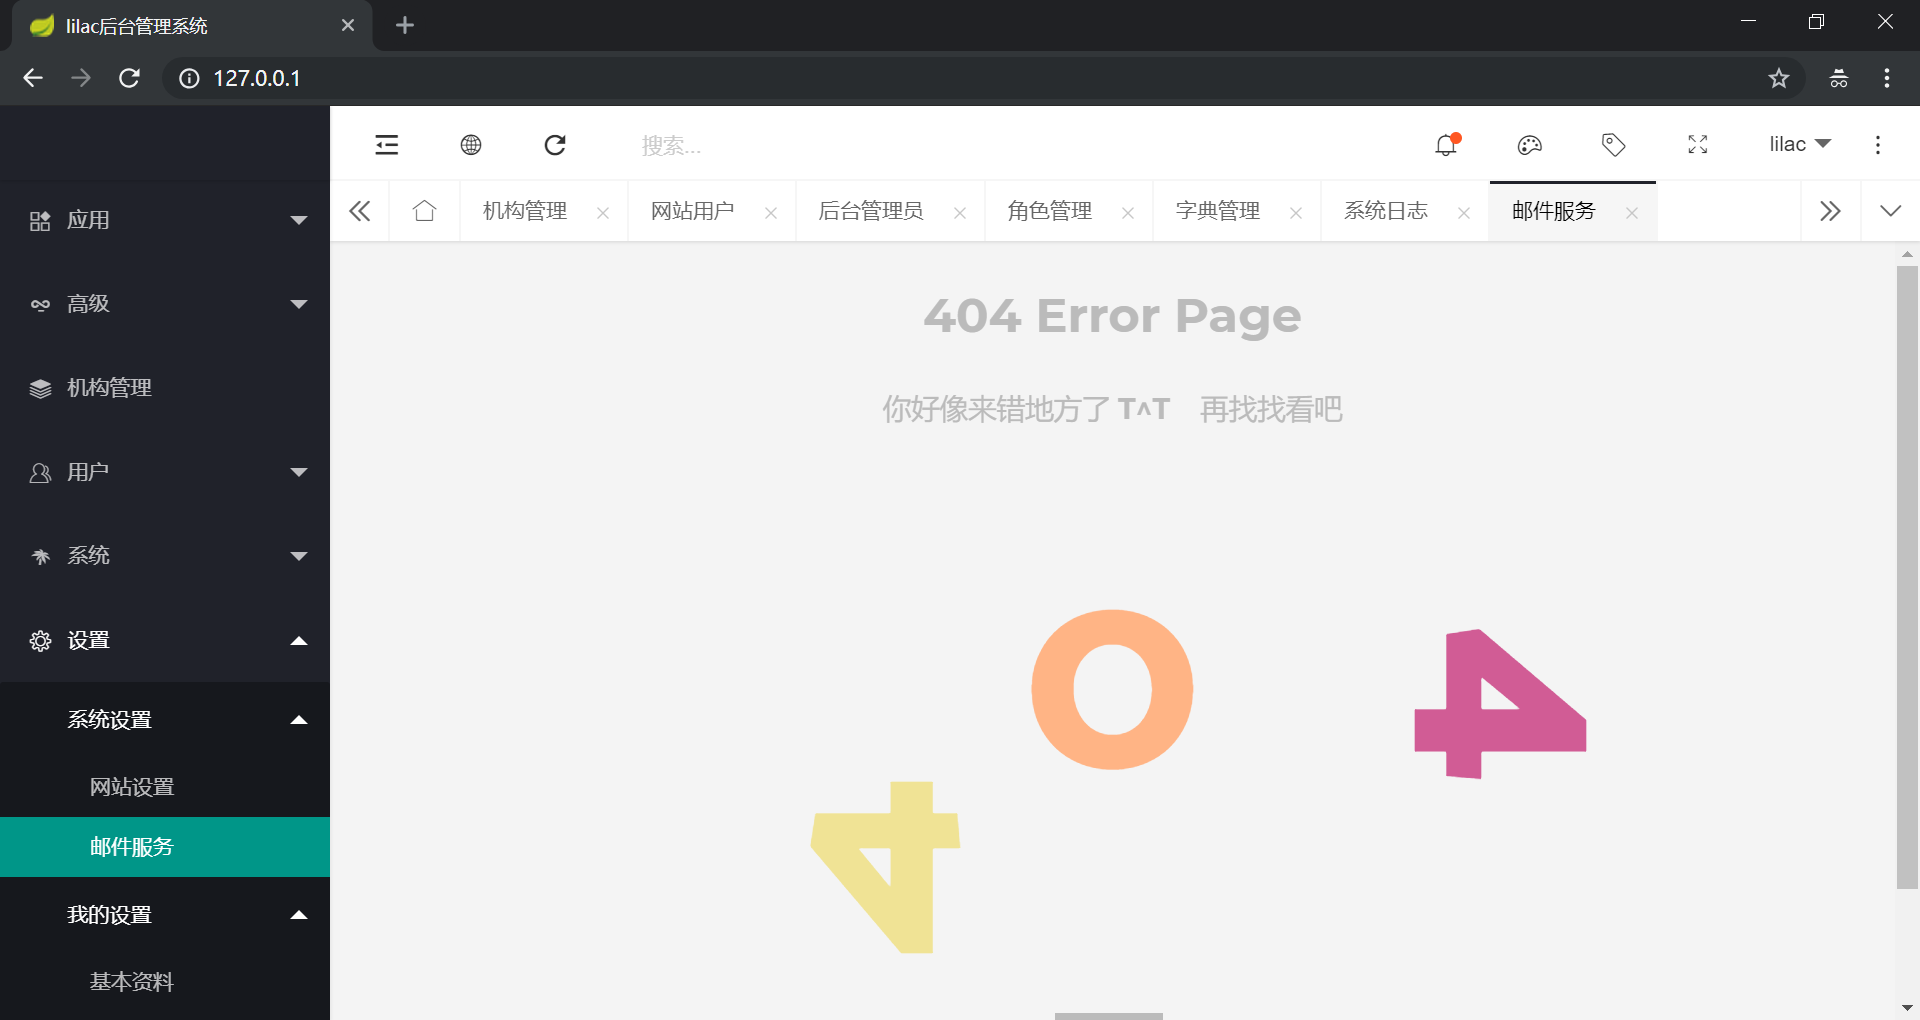 lilac后台管理系统
127.0.0.1
搜索...
lilac
机构管理
网站用户
后台管理员
角色管理
字典管理
系统日志
邮件服务
应用
高级
机构管理
用户
系统
设置
系统设置
网站设置
邮件服务
我的设置
基本资料
404 Error Page
你好像来错地方了 T^T 再找找看吧
4
0
4